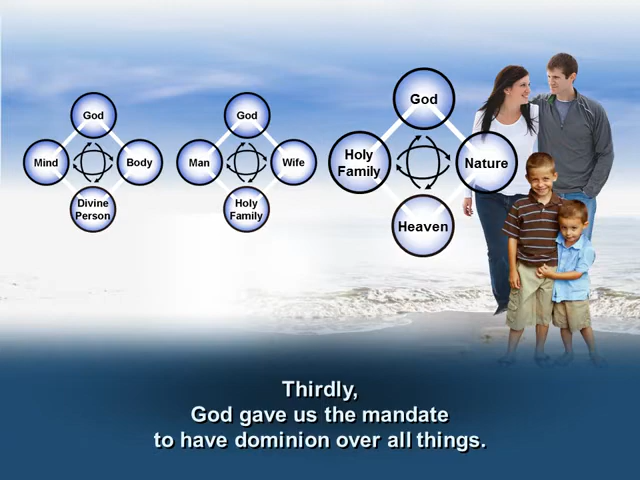 God
Mind
Body
Divine
Person
God
Man
Wife
Holy
Family
God
Holy
Family
Nature
Heaven
Thirdly,
God gave us the mandate
to have dominion over all things.